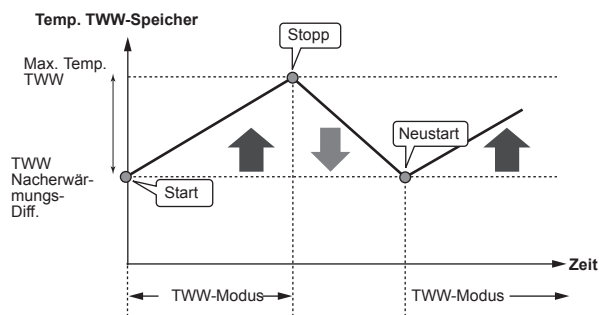 Temp. TWW-Speicher
Stopp
Max. Temp.
TWW
Neustart
TWW
Nacherwär-
mungs-
Diff.
Start
Zeit
TWW-Modus
TWW-Modus